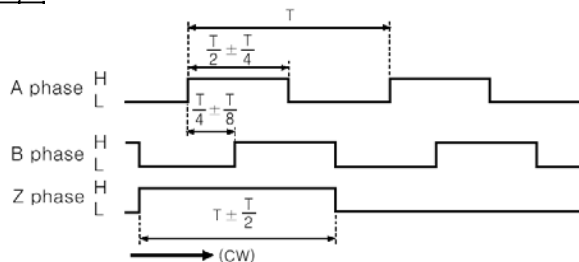 T
T/2 ± T/4
A phase H
L
T/4 ± T/8
B phase H
L
Z phase H
L
T ± T/2
(CW)